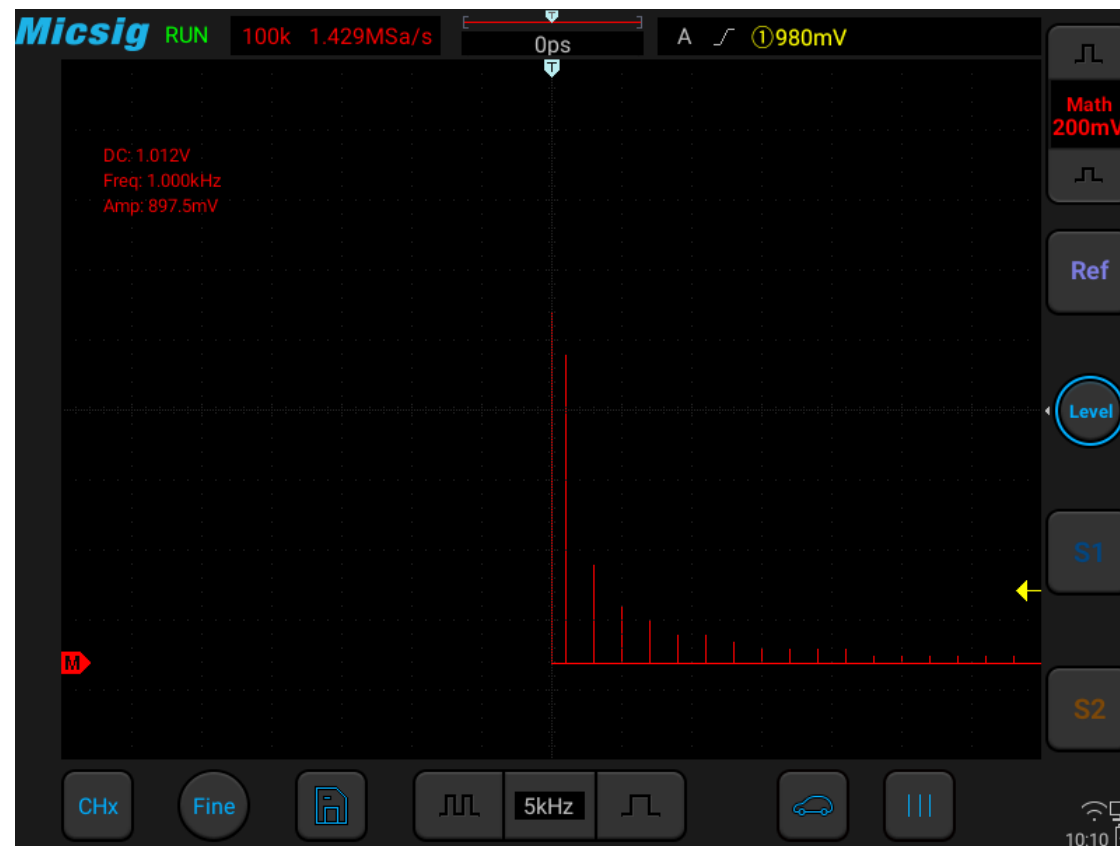 Micsig RUN 100k 1.429MSa/s 0ps A ①980mV
T
T
Math
200mV
DC: 1.012V
Freq: 1.000kHz
Amp: 897.5mV
Ref
Level
S1
M
S2
CHx Fine 5kHz
10:10